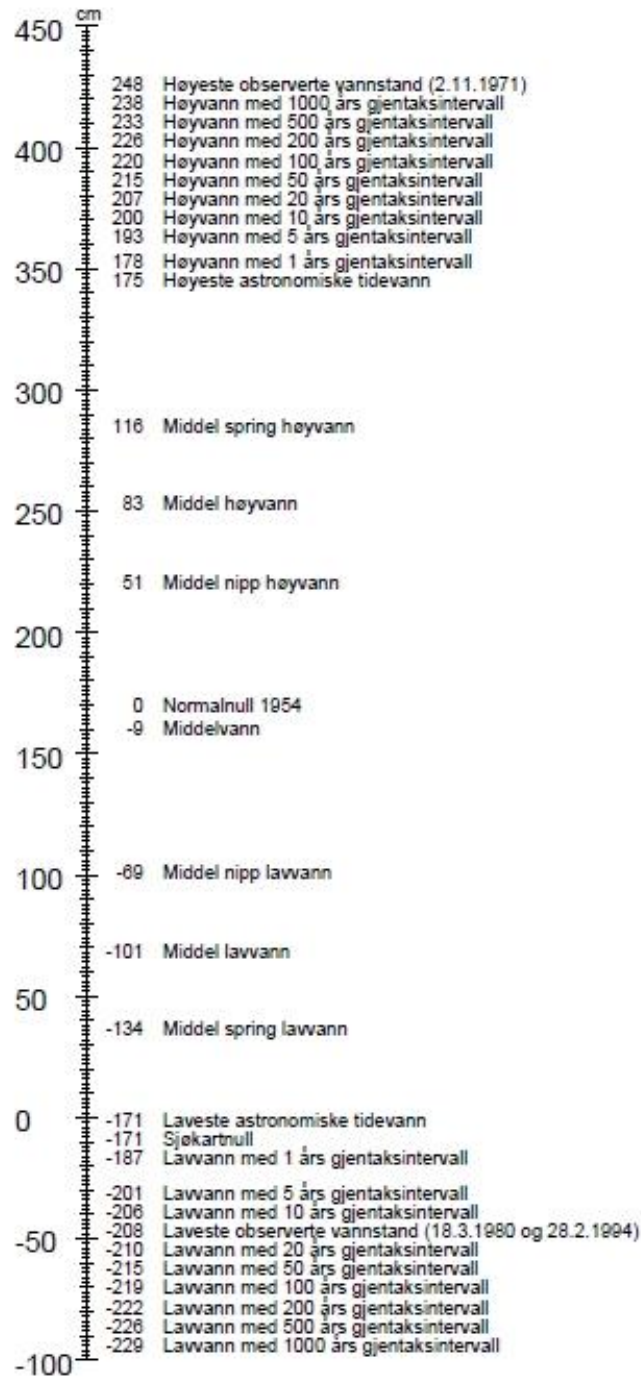 cm
450
248 Høyeste observerte vannstand (2.11.1971)
238 Høyvann med 1000 års gjentaksintervall
233 Høyvann med 500 års gjentaksintervall
226 Høyvann med 200 års gjentaksintervall
400
220 Høyvann med 100 års gjentaksintervall
215 Høyvann med 50 års gjentaksintervall
207 Høyvann med 20 års gjentaksintervall
200 Høyvann med 10 års gjentaksintervall
193 Høyvann med 5 års gjentaksintervall
178 Høyvann med 1 års gjentaksintervall
350
175 Høyeste astronomiske tidevann
300
116 Middel spring høyvann
83 Middel høyvann
250
51 Middel nipp høyvann
200
0 Normalnull 1954
-9 Middelvann
150
-69 Middel nipp lavvann
100
-101 Middel lavvann
50
-134 Middel spring lavvann
0
-171 Laveste astronomiske tidevann
-171 Sjøkartnull
-187 Lavvann med 1 års gjentaksintervall
-201 Lavvann med 5 års gjentaksintervall
-206 Lavvann med 10 års gjentaksintervall
-208 Laveste observerte vannstand (18.3.1980 og 28.2.1994)
-50
-210 Lavvann med 20 års gjentaksintervall
-215 Lavvann med 50 års gjentaksintervall
-219 Lavvann med 100 års gjentaksintervall
-222 Lavvann med 200 års gjentaksintervall
-226 Lavvann med 500 års gjentaksintervall
-229 Lavvann med 1000 års gjentaksintervall
-100